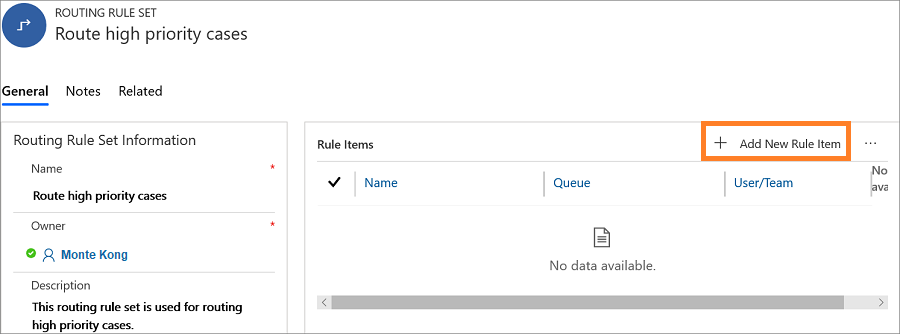 ROUTING RULE SET
Route high priority cases
General Notes Related
Routing Rule Set Information
Name *
Route high priority cases
Owner *
Monte Kong
Description
This routing rule set is used for routing
high priority cases.
Rule Items + Add New Rule Item ...
Name Queue User/Team No
ava
No data available.